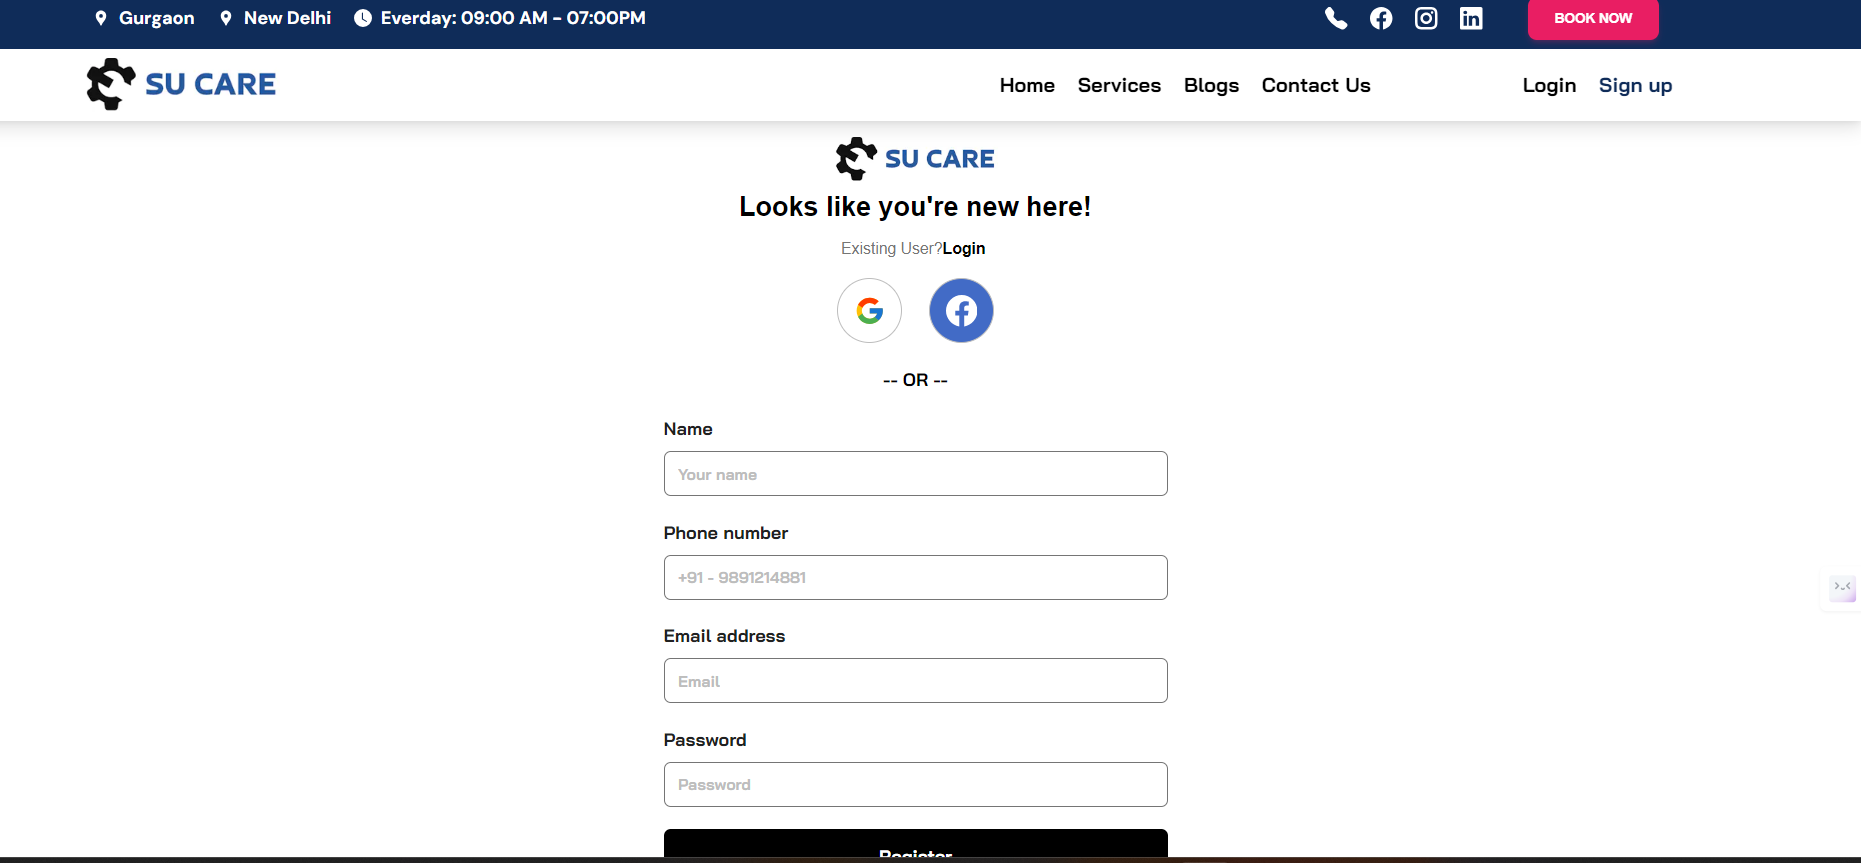 Gurgaon New Delhi Everday: 09:00 AM - 07:00PM BOOK NOW
SU CARE Home Services Blogs Contact Us Login Sign up
SU CARE
Looks like you're new here!
Existing User?Login
-- OR --
Name
Your name
Phone number
+91 - 9891214881
Email address
Email
Password
Password
Register